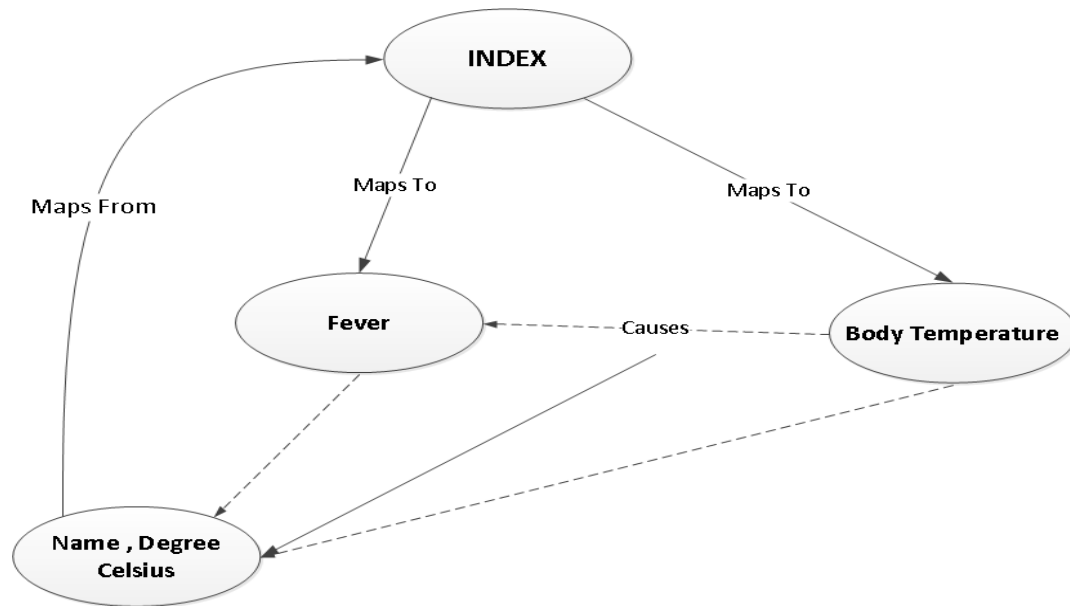 INDEX
Maps To
Maps To
Maps From
Fever
Causes
Body Temperature
Name , Degree
Celsius